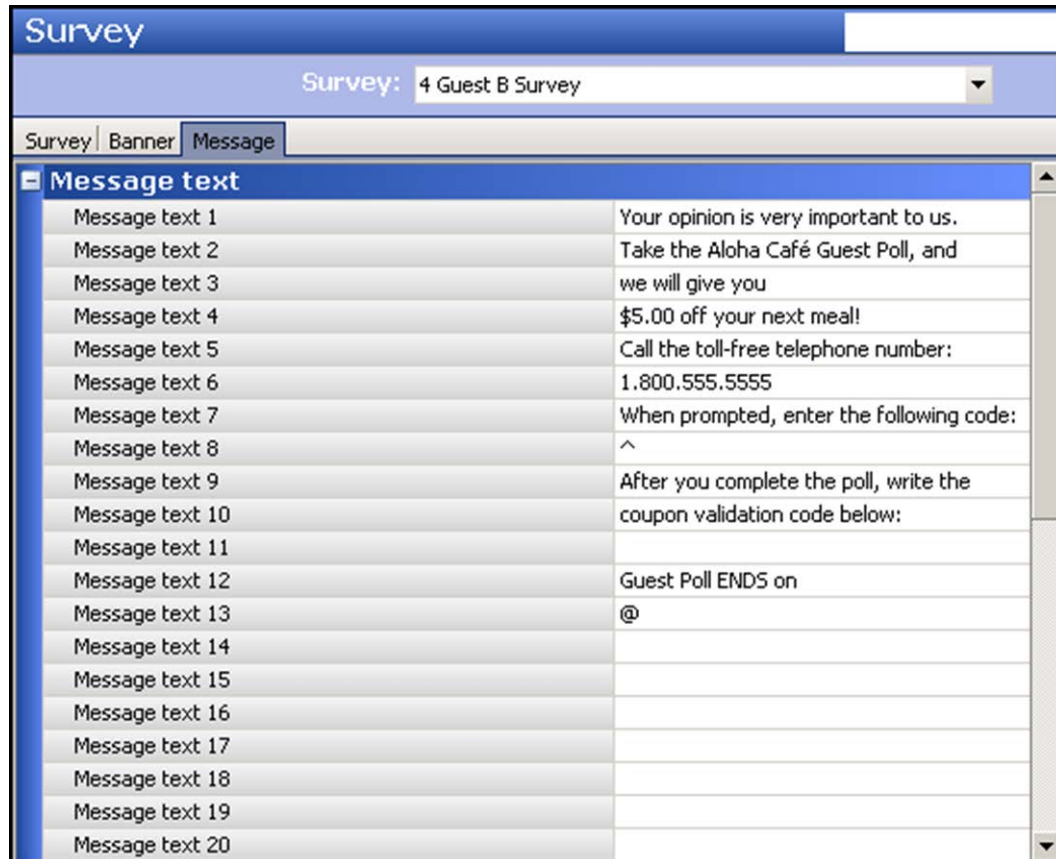 Survey
Survey: 4 Guest B Survey
Survey Banner Message
Message text
Message text 1 Your opinion is very important to us.
Message text 2 Take the Aloha Café Guest Poll, and
Message text 3 we will give you
Message text 4 $5.00 off your next meal!
Message text 5 Call the toll-free telephone number:
Message text 6 1.800.555.5555
Message text 7 When prompted, enter the following code:
Message text 8 ^
Message text 9 After you complete the poll, write the
Message text 10 coupon validation code below:
Message text 11
Message text 12 Guest Poll ENDS on
Message text 13 @
Message text 14
Message text 15
Message text 16
Message text 17
Message text 18
Message text 19
Message text 20